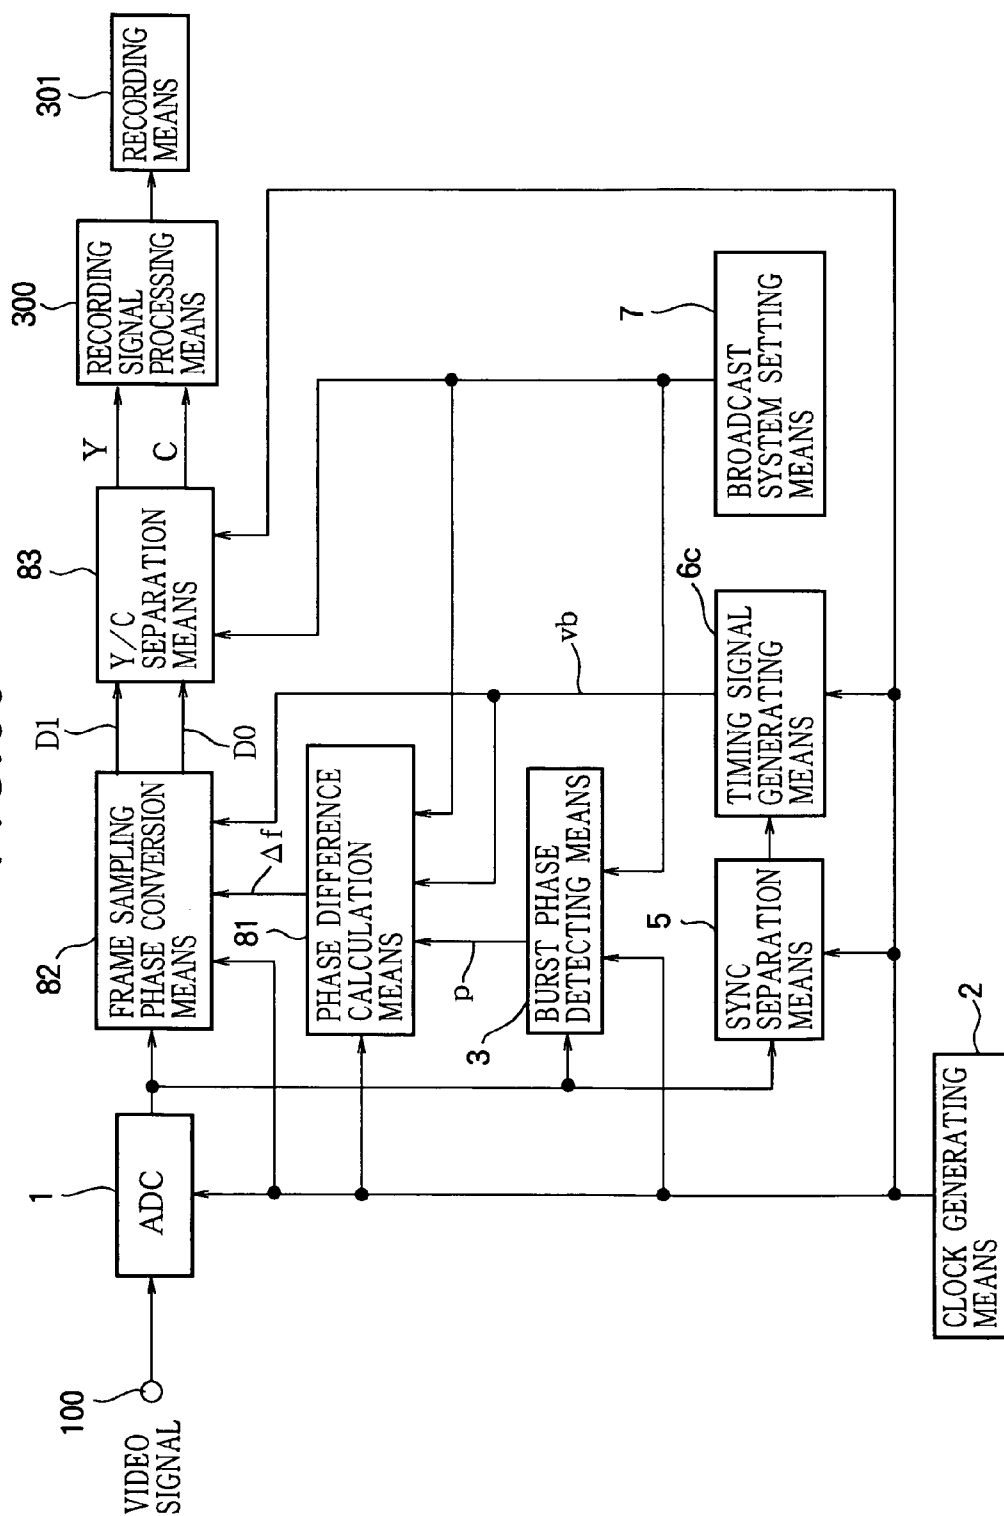 VIDEO
SIGNAL
100
1
ADC
82
FRAME SAMPLING
PHASE CONVERSION
MEANS
D1
D0
83
Y/C
SEPARATION
MEANS
Y
C
300
RECORDING
SIGNAL
PROCESSING
MEANS
301
RECORDING
MEANS
81
Δf
PHASE DIFFERENCE
CALCULATION
MEANS
p
3
BURST PHASE
DETECTING MEANS
vb
5
SYNC
SEPARATION
MEANS
6c
TIMING SIGNAL
GENERATING
MEANS
7
BROADCAST
SYSTEM SETTING
MEANS
2
CLOCK GENERATING
MEANS